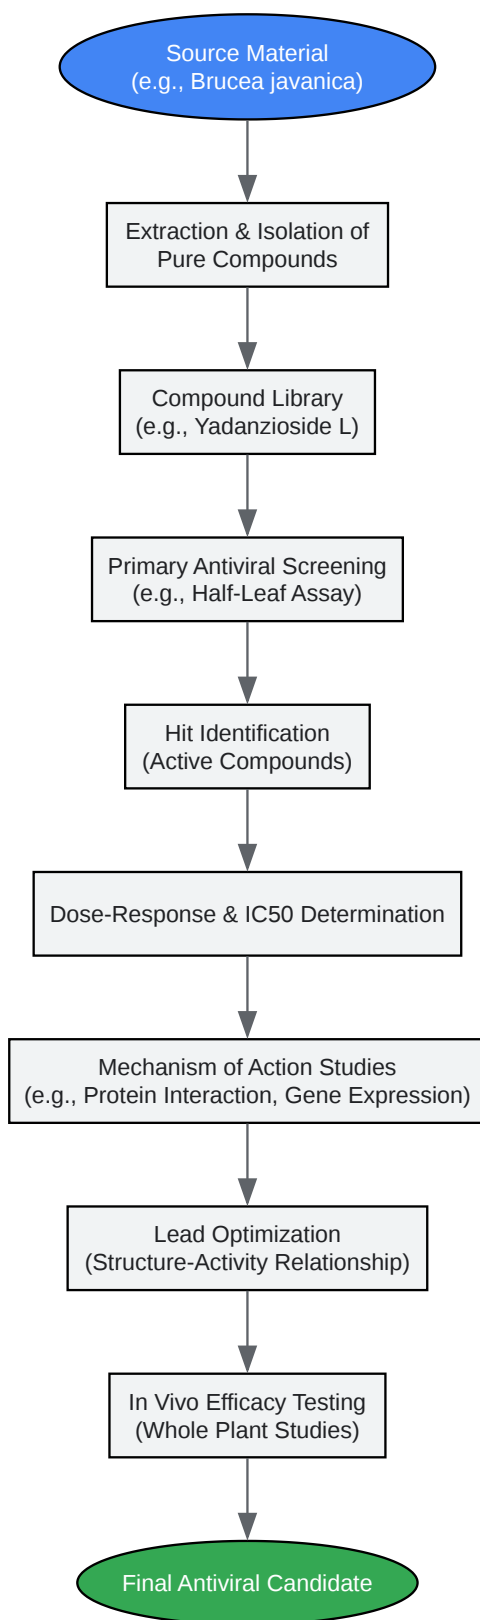 Source Material
(e.g., Brucea javanica)
Extraction & Isolation of
Pure Compounds
Compound Library
(e.g., Yadanzioside L)
Primary Antiviral Screening
(e.g., Half-Leaf Assay)
Hit Identification
(Active Compounds)
Dose-Response & IC50 Determination
Mechanism of Action Studies
(e.g., Protein Interaction, Gene Expression)
Lead Optimization
(Structure-Activity Relationship)
In Vivo Efficacy Testing
(Whole Plant Studies)
Final Antiviral Candidate